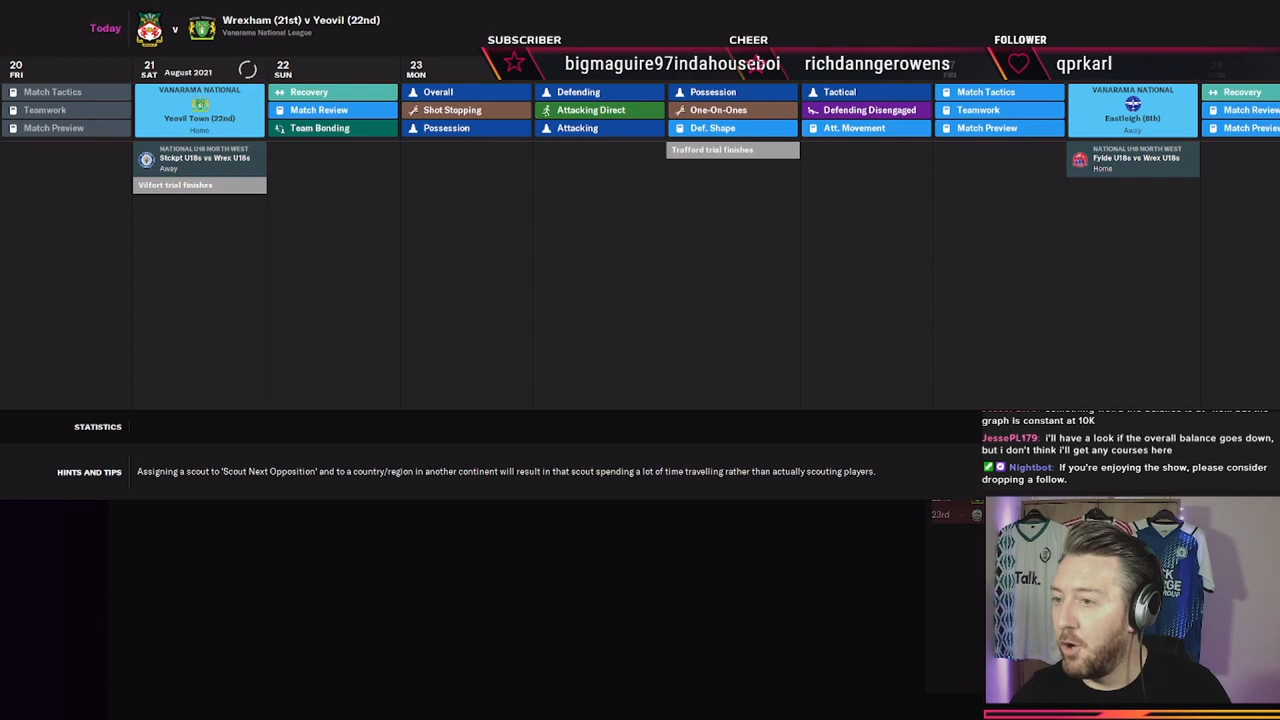 Today
v
Wrexham (21st) v Yeovil (22nd)
Vanarama National League
SUBSCRIBER
CHEER
FOLLOWER
bigmaguire97indahouseboi
richdanngerowens
qprkarl
20
FRI
21
SAT
August 2021
22
SUN
23
MON
FRI
Match Tactics
Teamwork
Match Preview
VANARAMA NATIONAL
Yeovil Town (22nd)
Home
Recovery
Match Review
Team Bonding
Overall
Shot Stopping
Possession
Defending
Attacking Direct
Attacking
Possession
One-On-Ones
Def. Shape
Tactical
Defending Disengaged
Att. Movement
Match Tactics
Teamwork
Match Preview
VANARAMA NATIONAL
Eastleigh (8th)
Away
Recovery
Match Review
Match Preview
NATIONAL U18 NORTH WEST
Stckpt U18s vs Wrex U18s
Away
Vilfort trial finishes
Trafford trial finishes
NATIONAL U18 NORTH WEST
Fylde U18s vs Wrex U18s
Home
STATISTICS
HINTS AND TIPS
Assigning a scout to 'Scout Next Opposition' and to a country/region in another continent will result in that scout spending a lot of time travelling rather than actually scouting players.
graph is constant at 10K
JessePL179: i'll have a look if the overall balance goes down,
but i don't think i'll get any courses here
Nightbot: If you're enjoying the show, please consider
dropping a follow.
23rd
Talk.